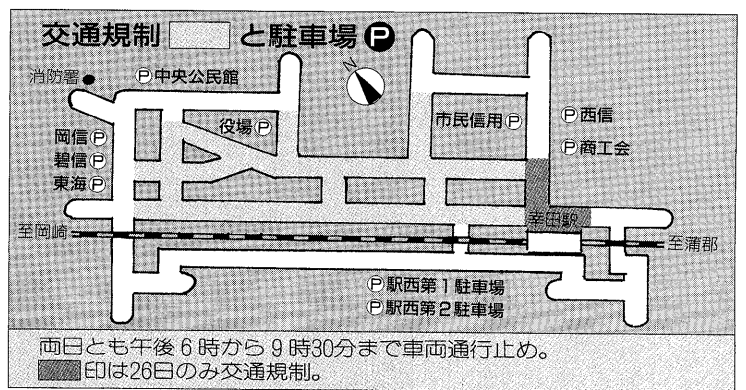 交通規制 と駐車場 P
消防署
P中央公民館
N
役場P
市民信用P
P西信
P商工会
岡信P
碧信P
東海P
幸田駅
至岡崎
至蒲郡
P駅西第1駐車場
P駅西第2駐車場
両日とも午後6時から9時30分まで車両通行止め。
印は26日のみ交通規制。